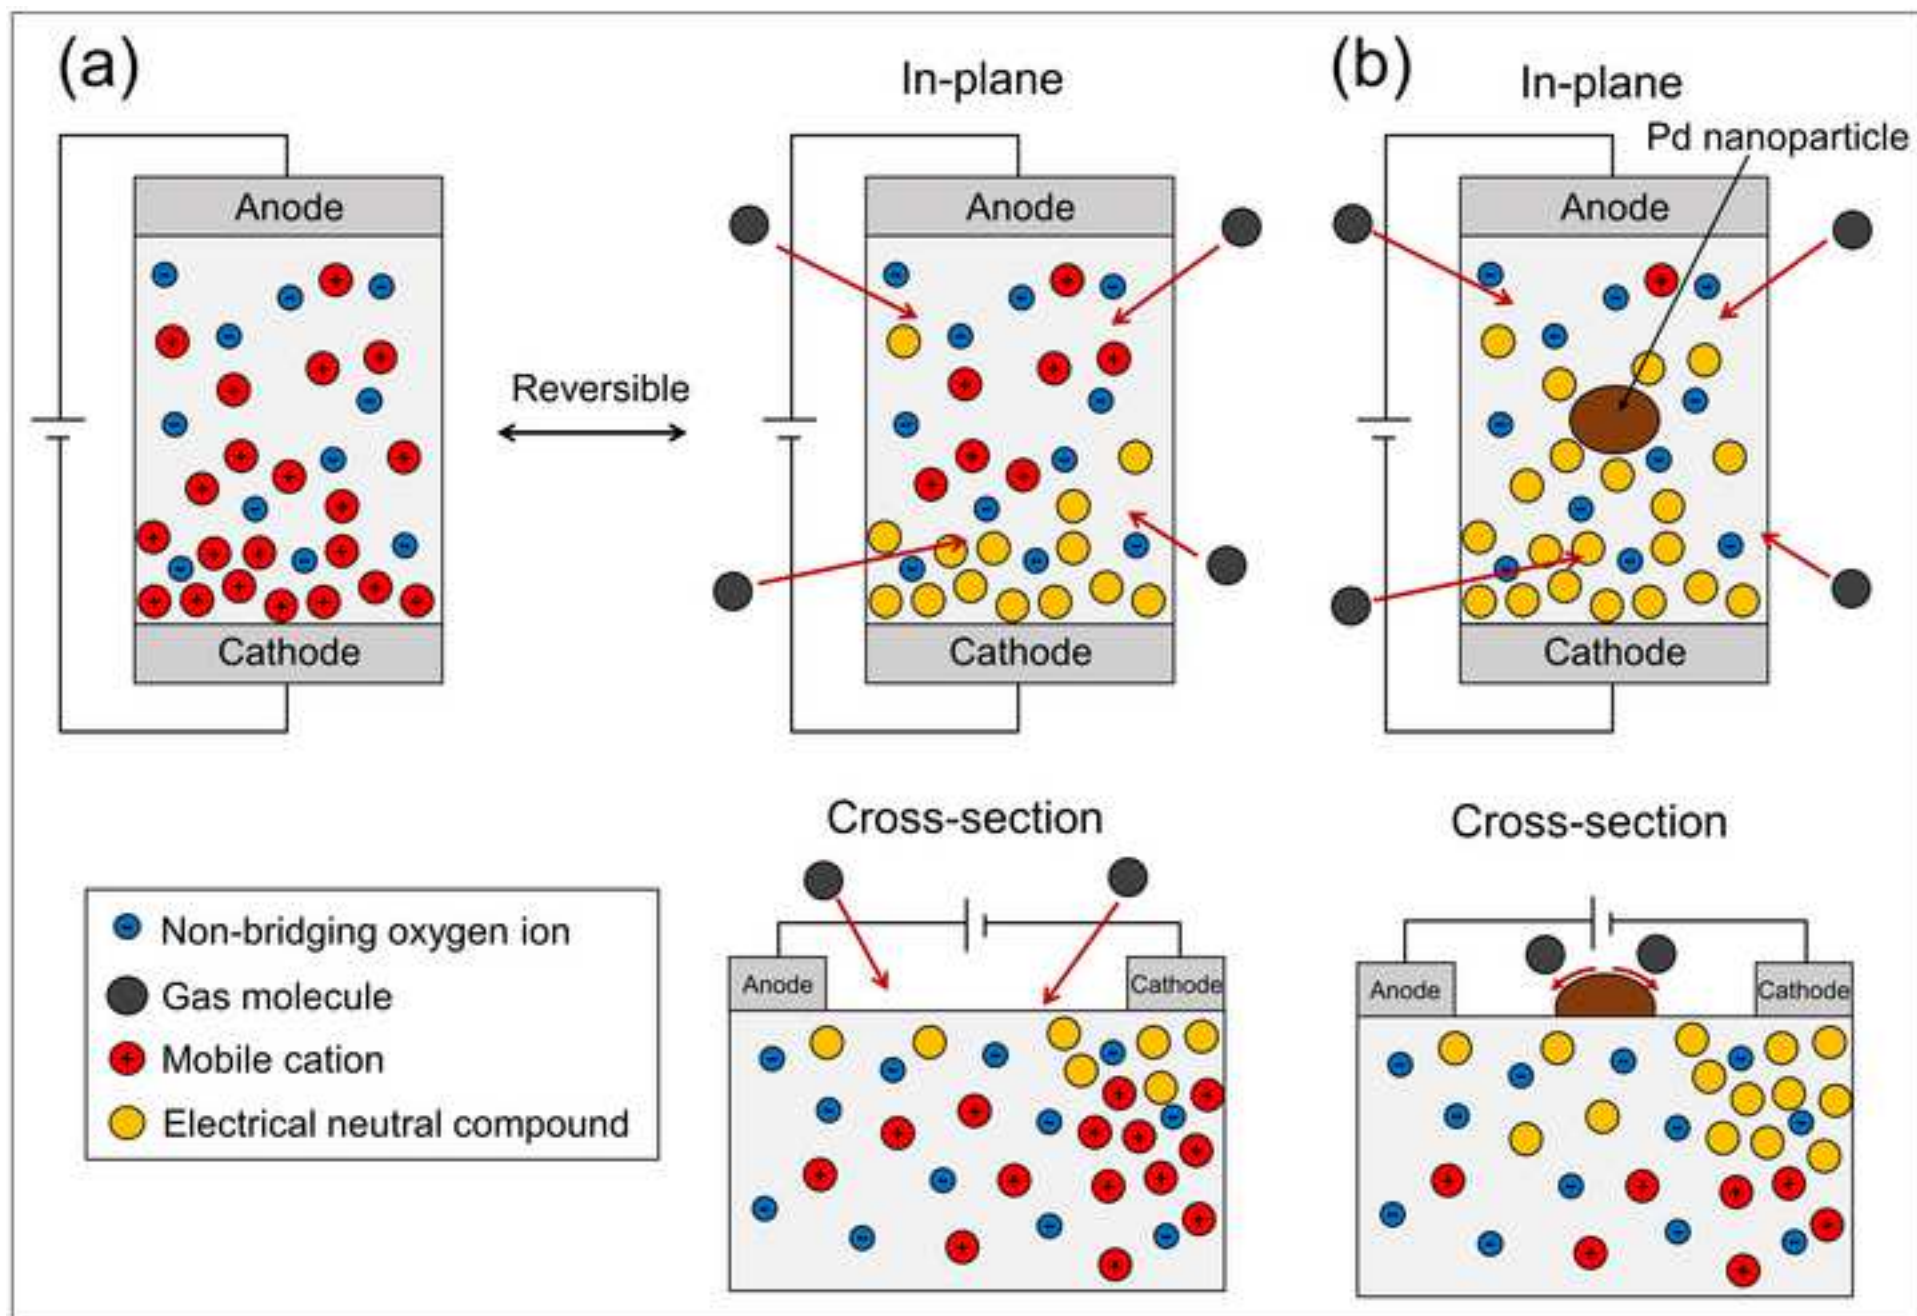 (a)
In-plane
(b)
In-plane
Pd nanoparticle
Anode
Anode
Anode
Reversible
Cathode
Cathode
Cathode
Cross-section
Cross-section
Non-bridging oxygen ion
Gas molecule
Mobile cation
Electrical neutral compound
Anode
Cathode
Anode
Cathode